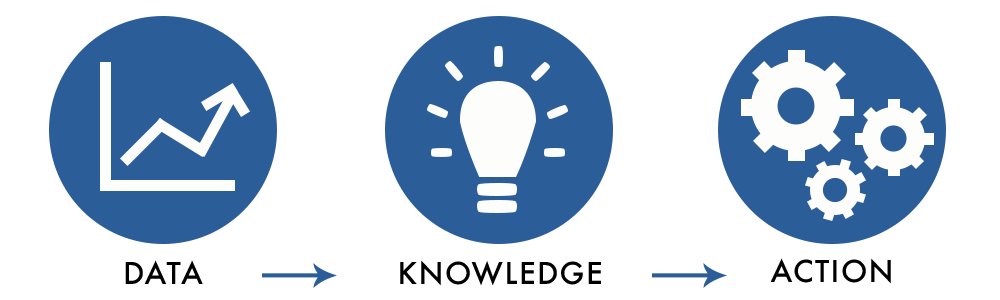 DATA
KNOWLEDGE
ACTION